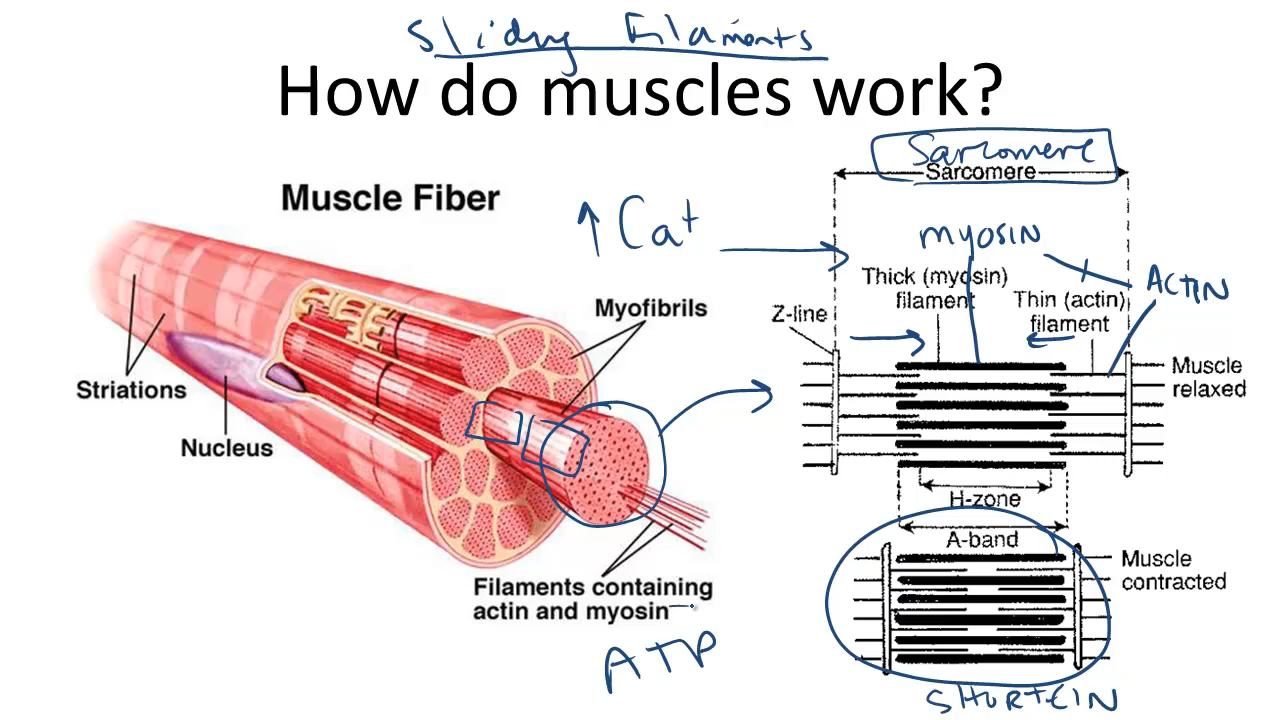 Sliding Filaments
How do muscles work?
Sarcomere
Sarcomere
Muscle Fiber
↑ Ca+
myosin
ACTIN
Thick (myosin)
filament
Thin (actin)
filament
Z-line
Myofibrils
Muscle
relaxed
Striations
Nucleus
H-zone
A-band
Muscle
contracted
Filaments containing
actin and myosin
ATP
SHORTEIN